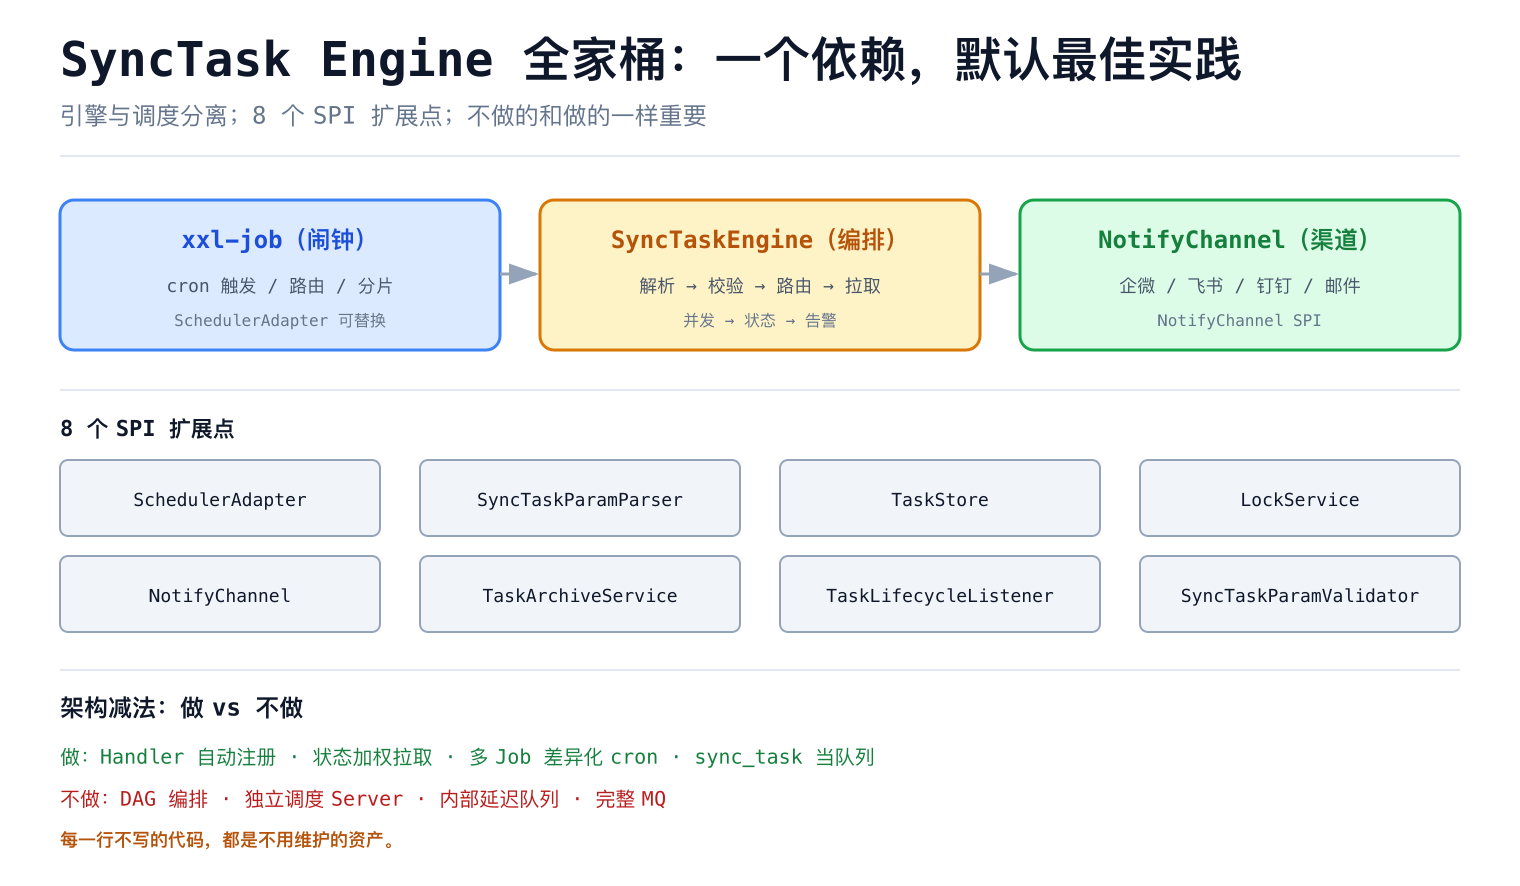 SyncTask Engine 全家桶：一个依赖，默认最佳实践
引擎与调度分离；8 个 SPI 扩展点；不做的和做的一样重要
xxl-job（闹钟）
cron 触发 / 路由 / 分片
SchedulerAdapter 可替换
SyncTaskEngine（编排）
解析 → 校验 → 路由 → 拉取
并发 → 状态 → 告警
NotifyChannel（渠道）
企微 / 飞书 / 钉钉 / 邮件
NotifyChannel SPI
8 个 SPI 扩展点
SchedulerAdapter
SyncTaskParamParser
TaskStore
LockService
NotifyChannel
TaskArchiveService
TaskLifecycleListener
SyncTaskParamValidator
架构减法：做 vs 不做
做：Handler 自动注册 · 状态加权拉取 · 多 Job 差异化 cron · sync_task 当队列
不做：DAG 编排 · 独立调度 Server · 内部延迟队列 · 完整 MQ
每一行不写的代码，都是不用维护的资产。